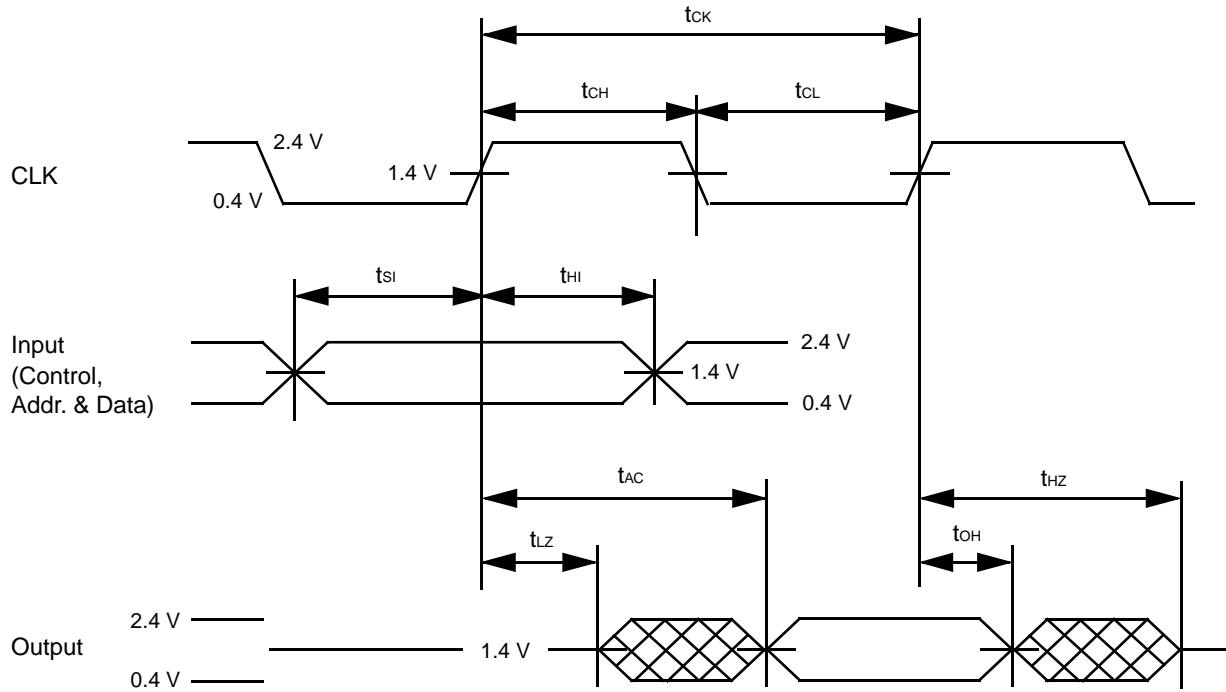 tCK
tCH
tCL
CLK
2.4 V
1.4 V
0.4 V
tSI
tHI
Input
(Control,
Addr. & Data)
2.4 V
1.4 V
0.4 V
tAC
tHZ
tLZ
tOH
Output
2.4 V
1.4 V
0.4 V